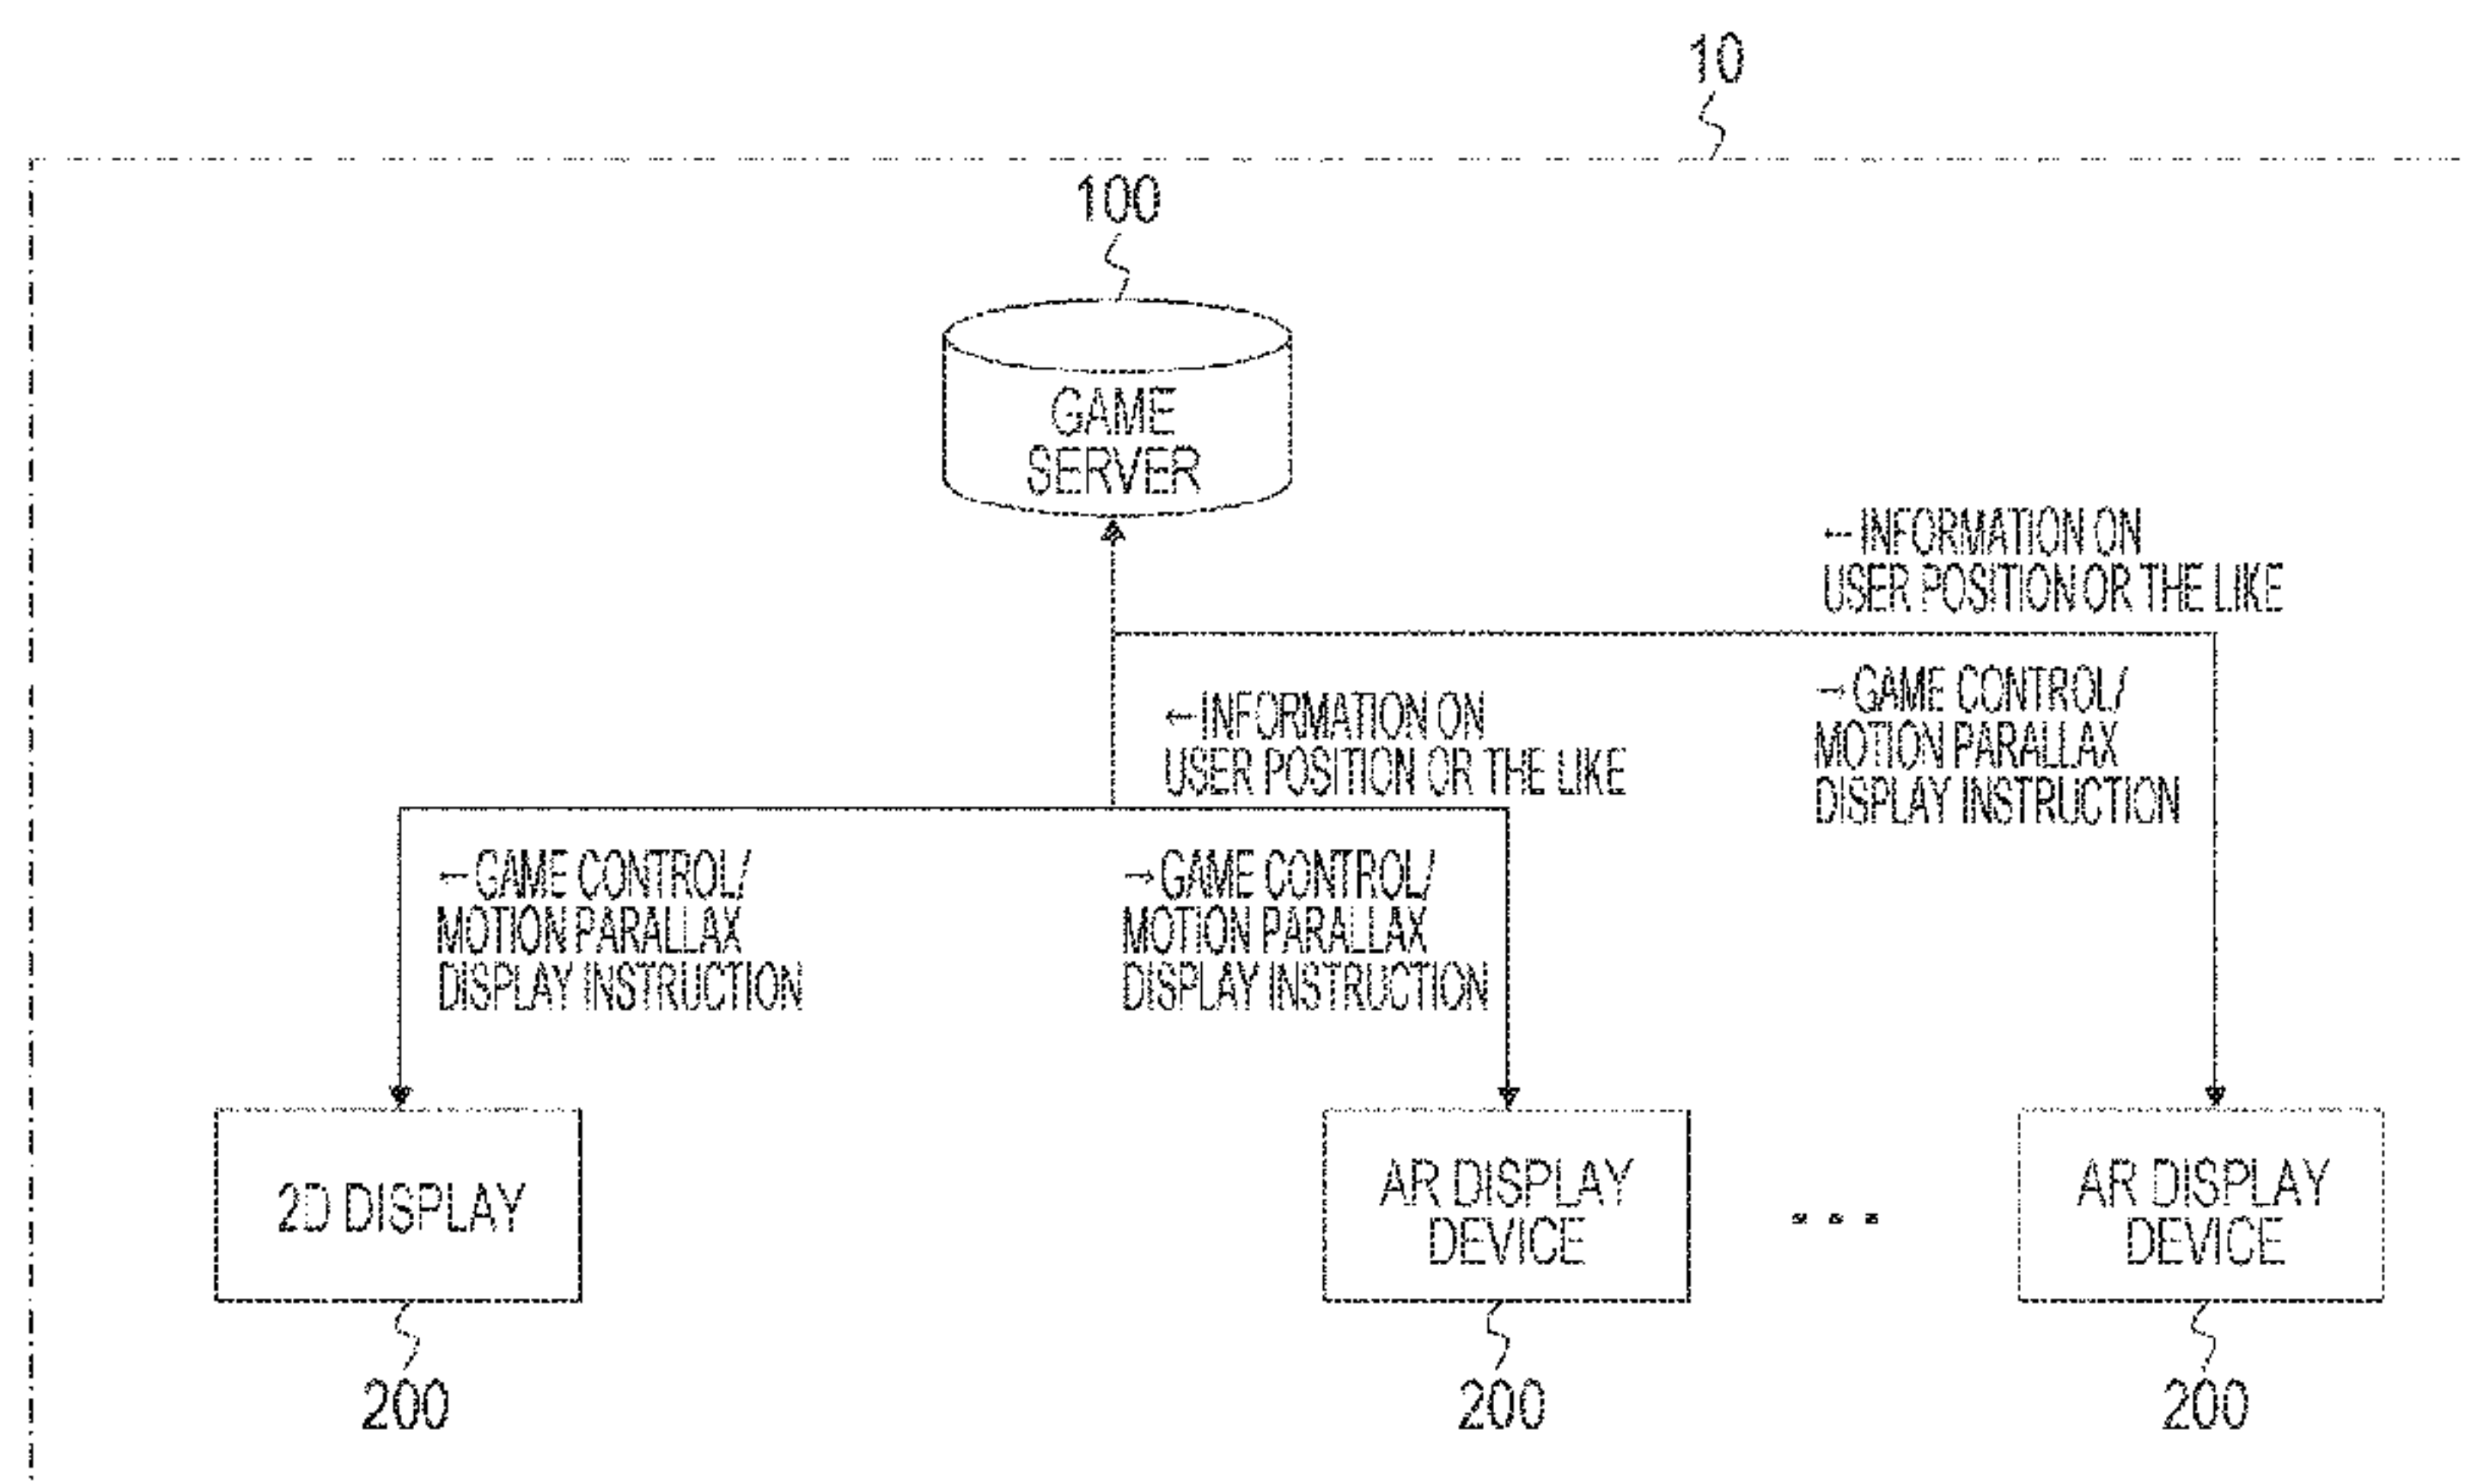 10
100
GAME
SERVER
← INFORMATION ON
USER POSITION OR THE LIKE
→ GAME CONTROL/
MOTION PARALLAX
DISPLAY INSTRUCTION
← INFORMATION ON
USER POSITION OR THE LIKE
← GAME CONTROL/
MOTION PARALLAX
DISPLAY INSTRUCTION
→ GAME CONTROL/
MOTION PARALLAX
DISPLAY INSTRUCTION
2D DISPLAY
AR DISPLAY
DEVICE
. . .
AR DISPLAY
DEVICE
200
200
200